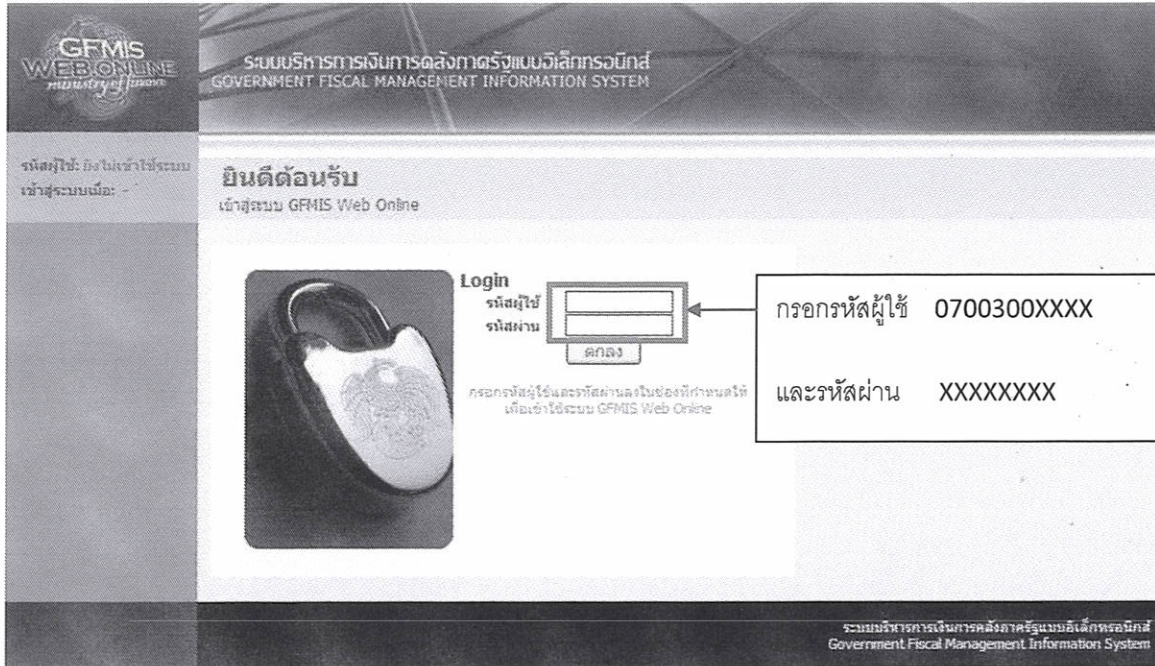 GFMIS
WEB ONLINE
ministry of finance
ระบบบริหารการเงินการคลังภาครัฐแบบอิเล็กทรอนิกส์
GOVERNMENT FISCAL MANAGEMENT INFORMATION SYSTEM
รหัสผู้ใช้: ยังไม่เข้าใช้ระบบ
เข้าสู่ระบบเมื่อ: -
ยินดีต้อนรับ
เข้าสู่ระบบ GFMIS Web Online
Login
รหัสผู้ใช้
รหัสผ่าน
ตกลง
กรอกรหัสผู้ใช้และรหัสผ่านลงในช่องที่กำหนดให้
เพื่อเข้าใช้ระบบ GFMIS Web Online
กรอกรหัสผู้ใช้ 0700300XXXX
และรหัสผ่าน XXXXXXXX
ระบบบริหารการเงินการคลังภาครัฐแบบอิเล็กทรอนิกส์
Government Fiscal Management Information System